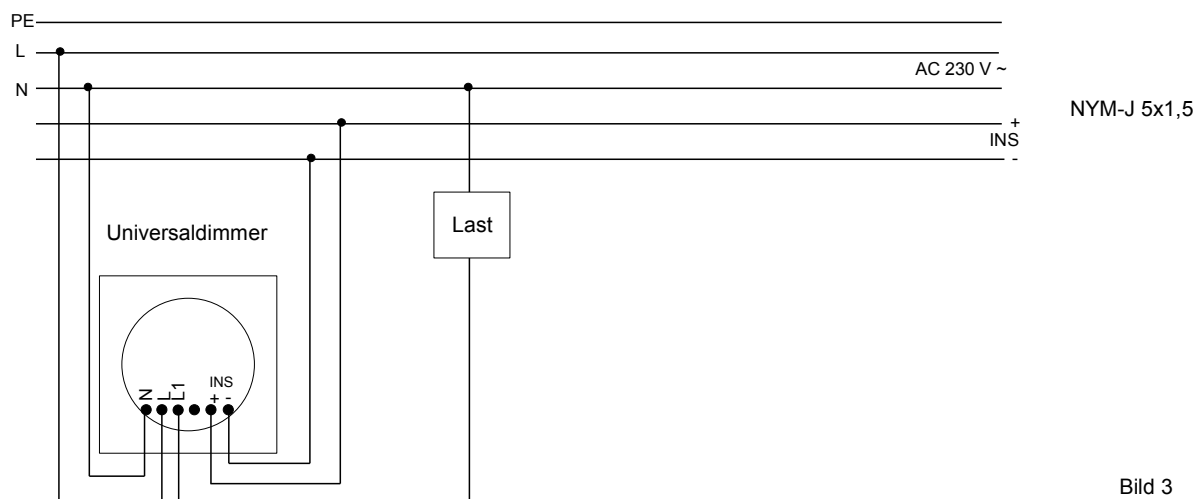 PE
L
AC 230 V ~
N
NYM-J 5x1,5
+
INS
-
Universaldimmer
Last
INS
N L L1 + -
Bild 3